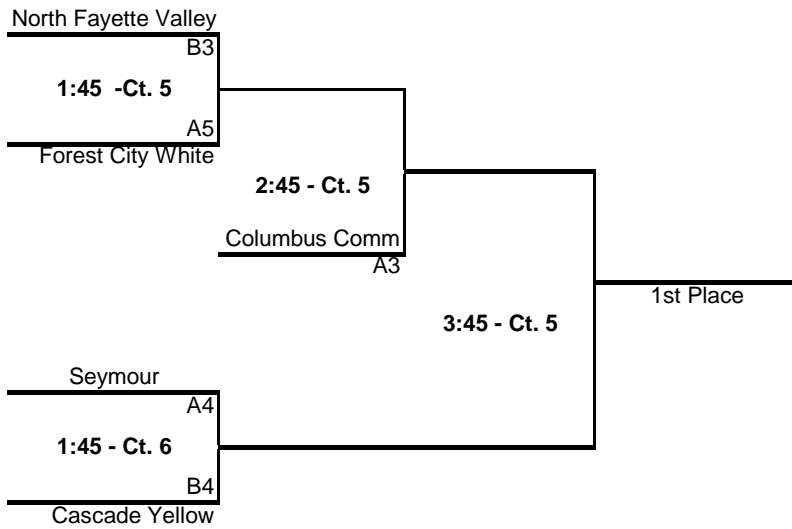 North Fayette Valley
B3
1:45 -Ct. 5
A5
Forest City White
2:45 - Ct. 5
Columbus Comm
A3
1st Place
3:45 - Ct. 5
Seymour
A4
1:45 - Ct. 6
B4
Cascade Yellow